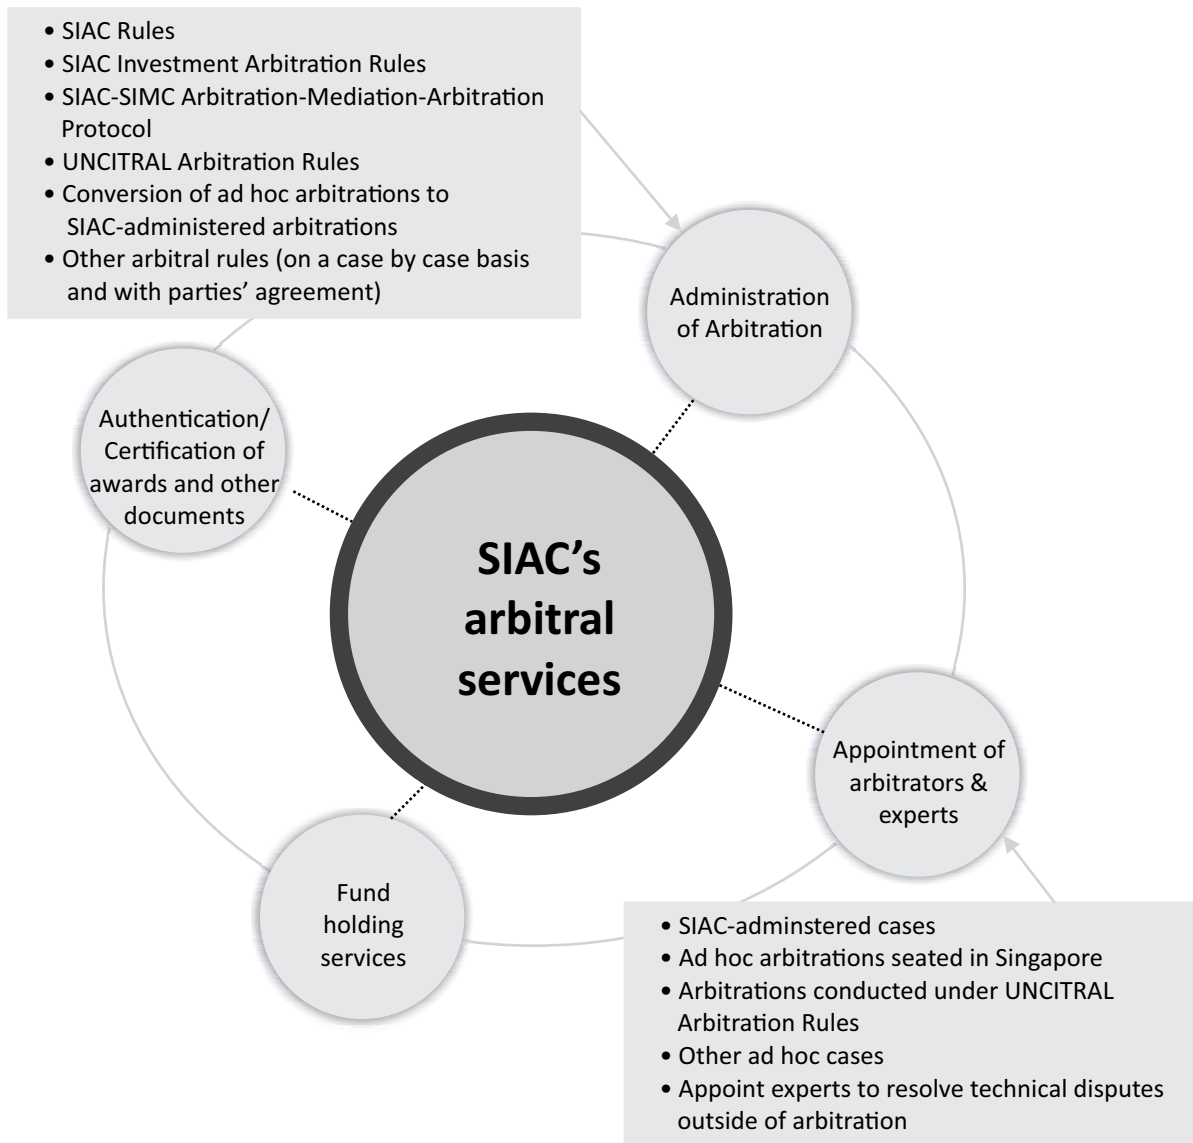 • SIAC Rules
• SIAC Investment Arbitration Rules
• SIAC-SIMC Arbitration-Mediation-Arbitration
Protocol
• UNCITRAL Arbitration Rules
• Conversion of ad hoc arbitrations to
SIAC-administered arbitrations
• Other arbitral rules (on a case by case basis
and with parties’ agreement)
Administration
of Arbitration
Authentication/
Certification of
awards and other
documents
SIAC’s
arbitral
services
Appointment of
arbitrators &
experts
Fund
holding
services
• SIAC-adminstered cases
• Ad hoc arbitrations seated in Singapore
• Arbitrations conducted under UNCITRAL
Arbitration Rules
• Other ad hoc cases
• Appoint experts to resolve technical disputes
outside of arbitration